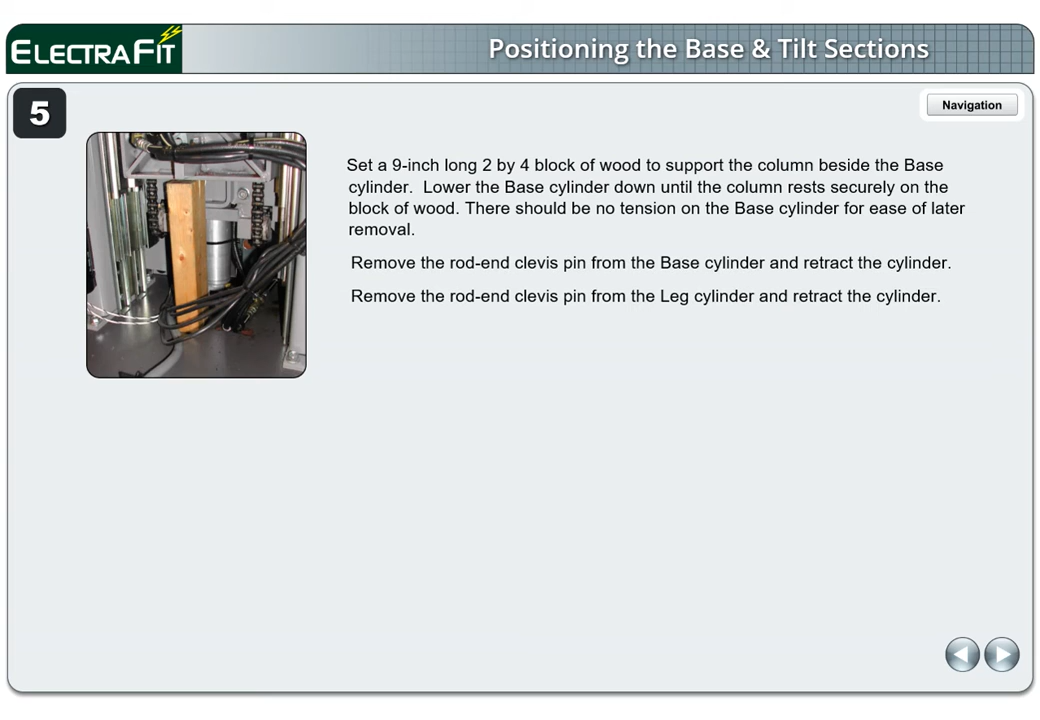 ELECTRAFIT
Positioning the Base & Tilt Sections
5
Navigation
Set a 9-inch long 2 by 4 block of wood to support the column beside the Base
cylinder.  Lower the Base cylinder down until the column rests securely on the
block of wood. There should be no tension on the Base cylinder for ease of later
removal.
Remove the rod-end clevis pin from the Base cylinder and retract the cylinder.
Remove the rod-end clevis pin from the Leg cylinder and retract the cylinder.